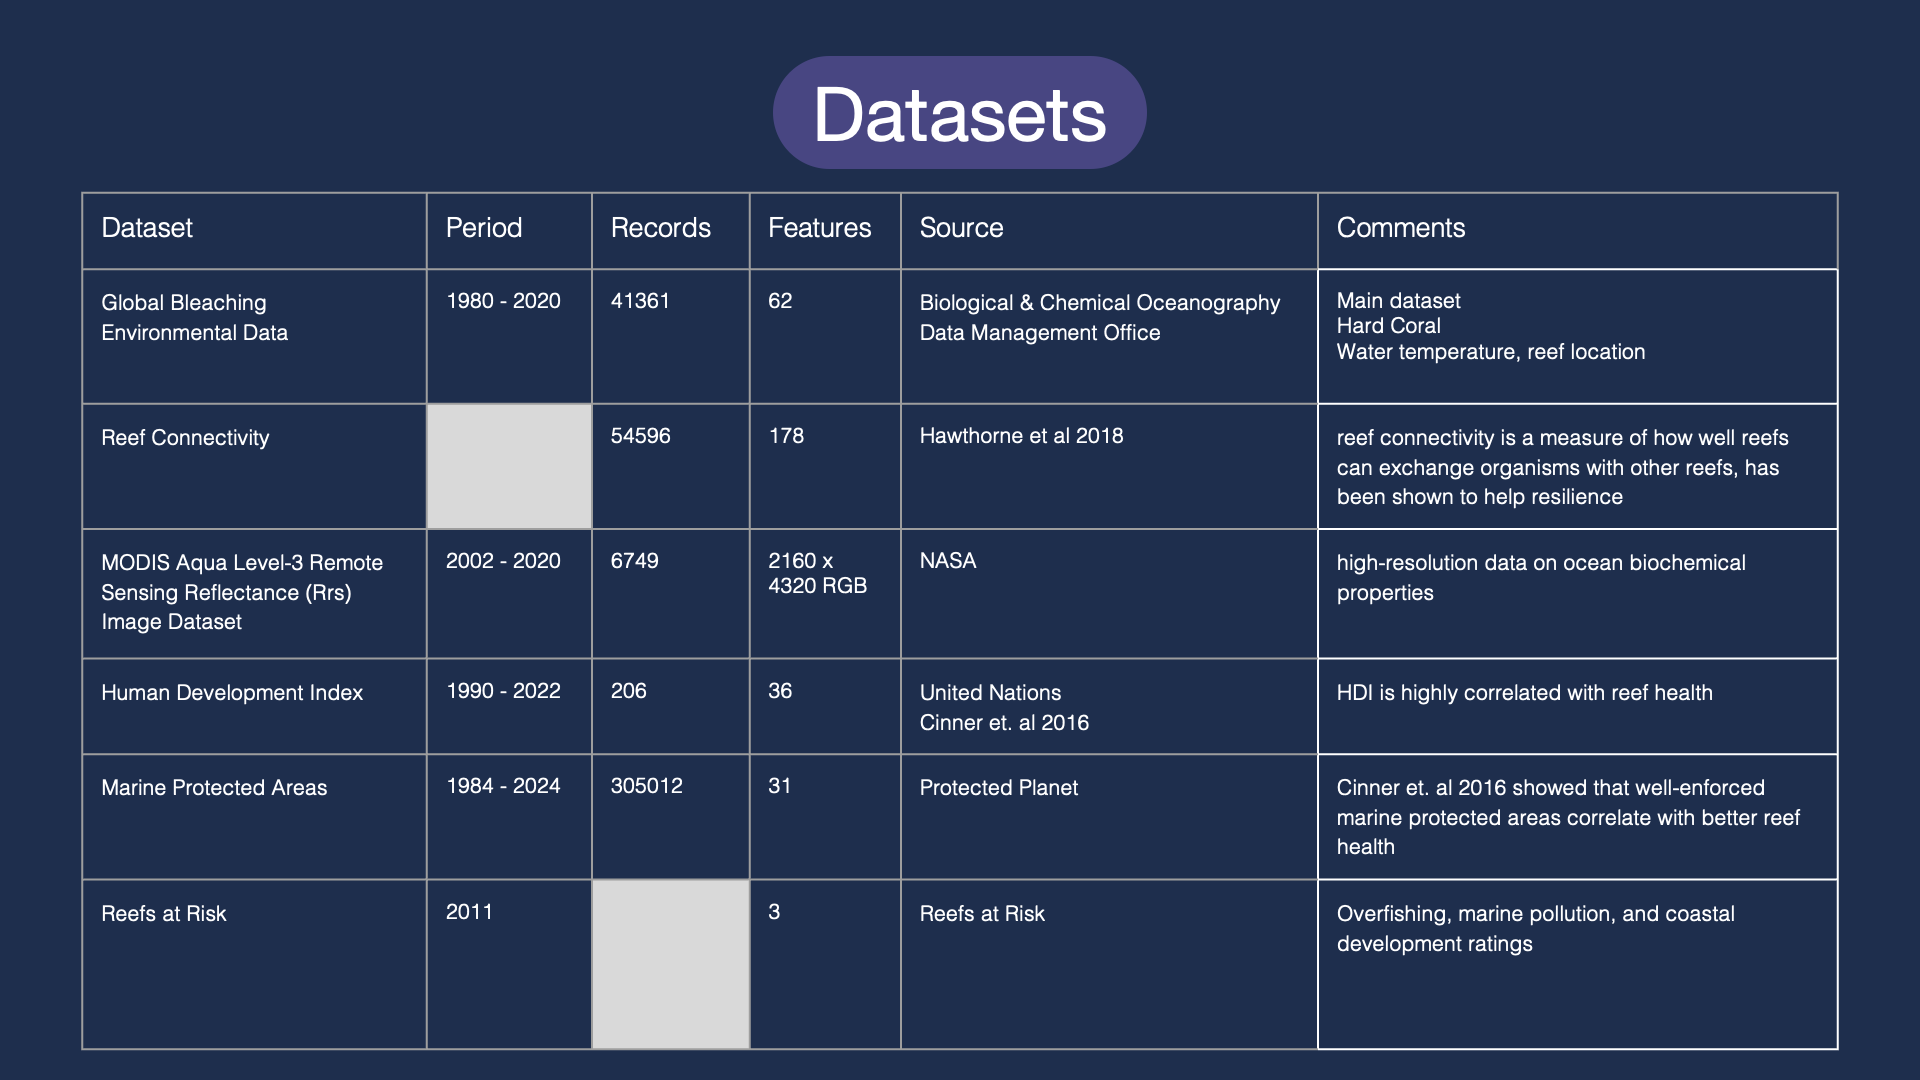 Datasets
Dataset
Period
Records
Features
Source
Comments
Global Bleaching
Environmental Data
1980 - 2020
41361
62
Biological & Chemical Oceanography
Data Management Office
Main dataset
Hard Coral
Water temperature, reef location
Reef Connectivity
54596
178
Hawthorne et al 2018
reef connectivity is a measure of how well reefs
can exchange organisms with other reefs, has
been shown to help resilience
MODIS Aqua Level-3 Remote
Sensing Reflectance (Rrs)
Image Dataset
2002 - 2020
6749
2160 x
4320 RGB
NASA
high-resolution data on ocean biochemical
properties
Human Development Index
1990 - 2022
206
36
United Nations
Cinner et. al 2016
HDI is highly correlated with reef health
Marine Protected Areas
1984 - 2024
305012
31
Protected Planet
Cinner et. al 2016 showed that well-enforced
marine protected areas correlate with better reef
health
Reefs at Risk
2011
3
Reefs at Risk
Overfishing, marine pollution, and coastal
development ratings